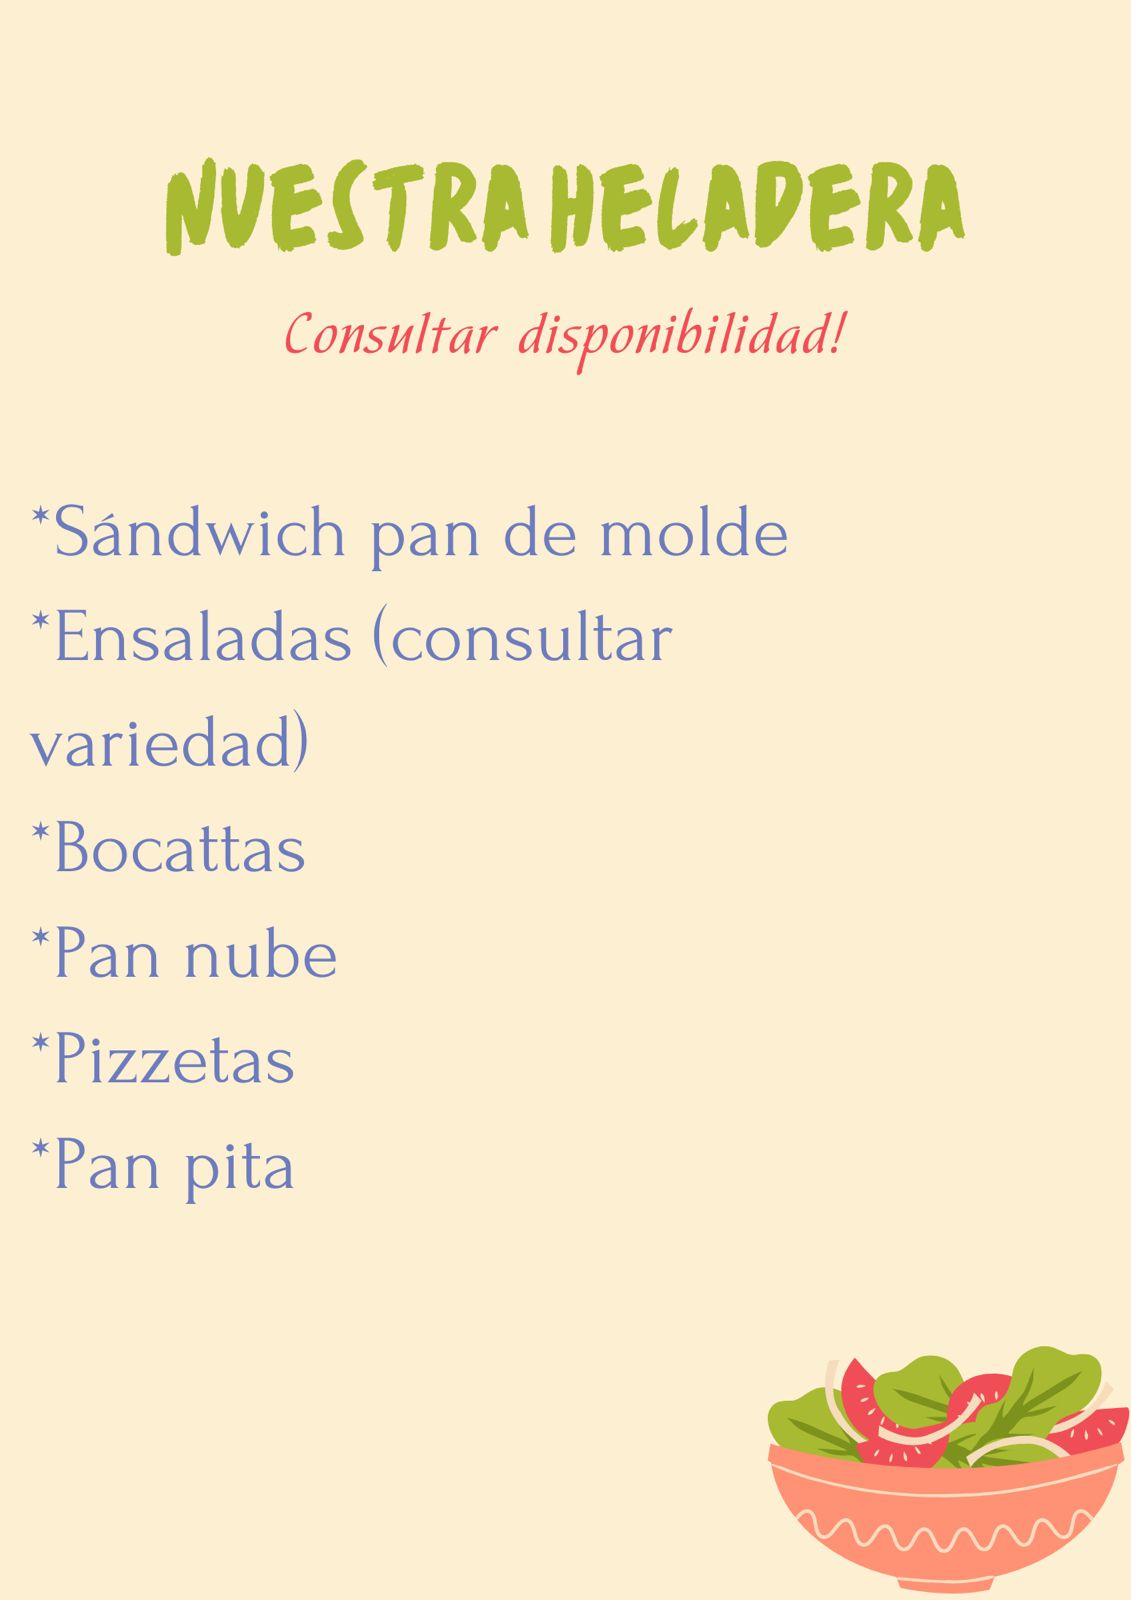 NUESTRA HELADERA
Consultar disponibilidad!
*Sándwich pan de molde
*Ensaladas (consultar
variedad)
*Bocattas
*Pan nube
*Pizzetas
*Pan pita